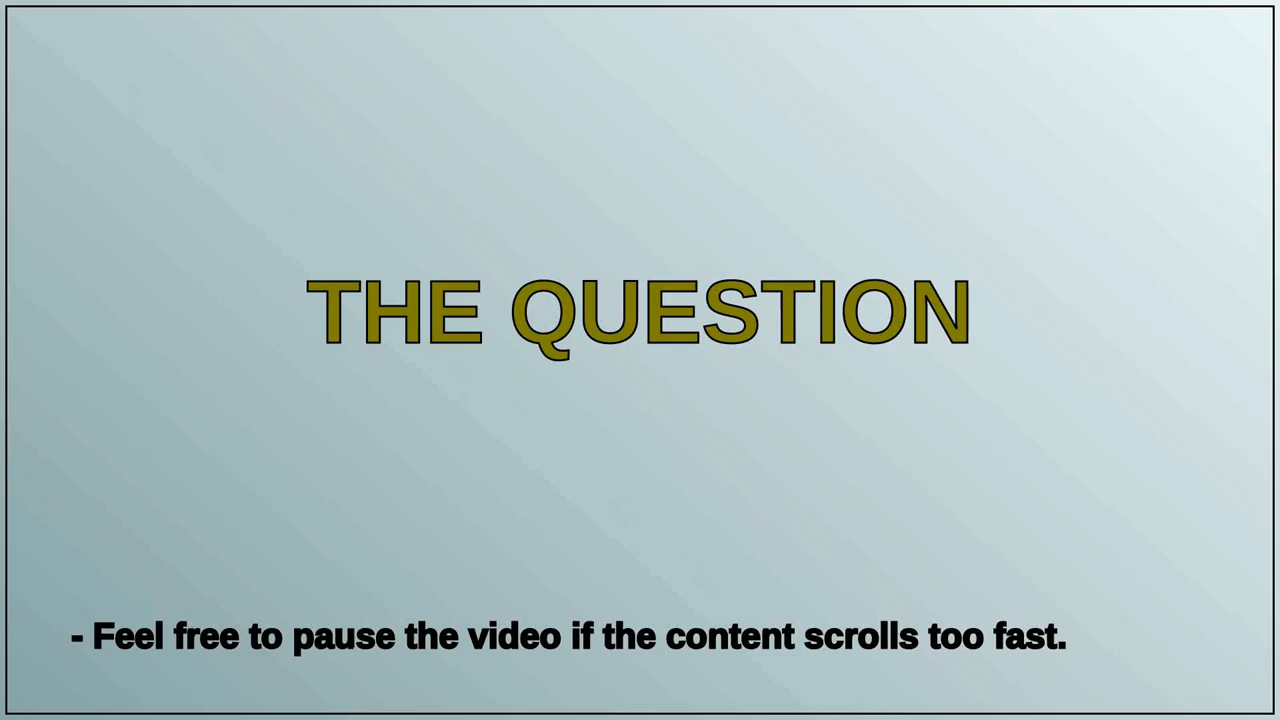 THE QUESTION
- Feel free to pause the video if the content scrolls too fast.